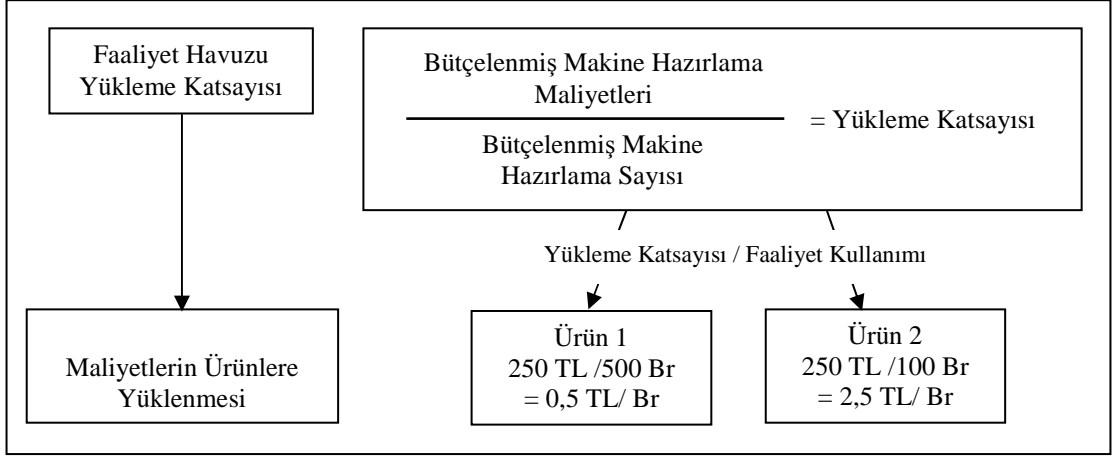 Faaliyet Havuzu
Yükleme Katsayısı
Bütçelenmiş Makine Hazırlama
Maliyetleri
= Yükleme Katsayısı
Bütçelenmiş Makine
Hazırlama Sayısı
Yükleme Katsayısı / Faaliyet Kullanımı
Maliyetlerin Ürünlere
Yüklenmesi
Ürün 1
250 TL /500 Br
= 0,5 TL/ Br
Ürün 2
250 TL /100 Br
= 2,5 TL/ Br